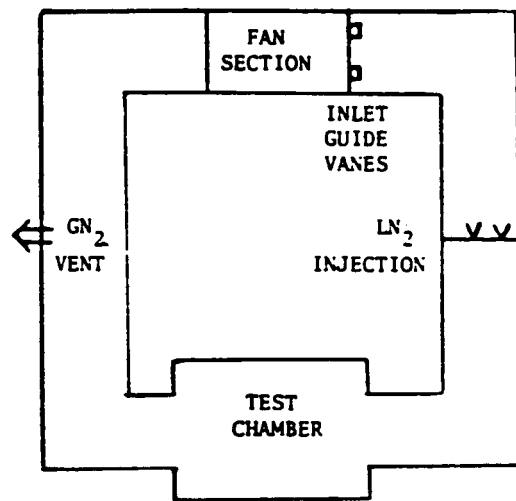 FAN
SECTION
INLET
GUIDE
VANES
GN₂
VENT
LN₂
INJECTION
TEST
CHAMBER